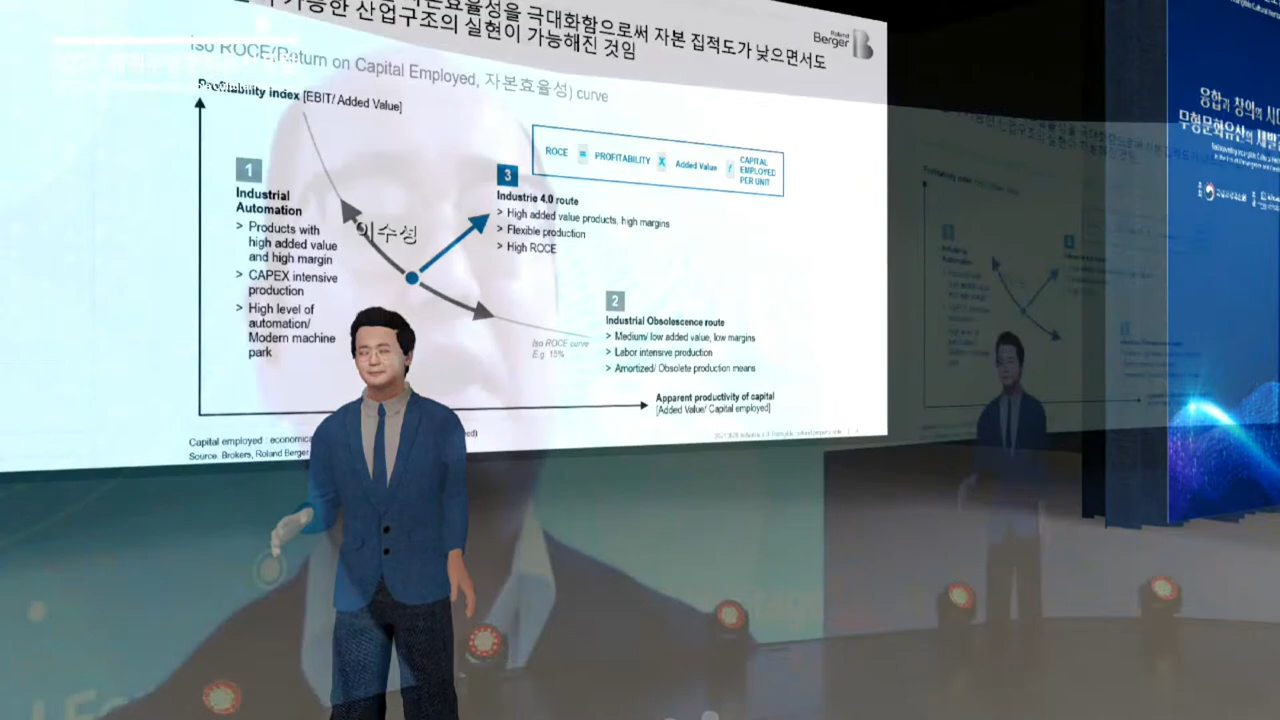 극대화함으로써 자본 집적도가 낮으면서도
가능한 산업구조의 실현이 가능해진 것임
Roland
Berger
Iso ROCE(Return on Capital Employed, 자본효율성) curve
Profitability index [EBIT/ Added Value]
ROCE = PROFITABILITY X Added Value / CAPITAL
EMPLOYED
PER UNIT
1
Industrial
Automation
> Products with
high added value
and high margin
> CAPEX intensive
production
> High level of
automation/
Modern machine
park
이수성
3
Industrie 4.0 route
> High added value products, high margins
> Flexible production
> High ROCE
2
Industrial Obsolescence route
> Medium/ low added value, low margins
> Labor intensive production
> Amortized/ Obsolete production means
Iso ROCE curve
E.g. 15%
Apparent productivity of capital
[Added Value/ Capital employed]
Capital employed : economica
Source: Brokers, Roland Berger
융합과 창의의 시대
무형문화유산의 재발견